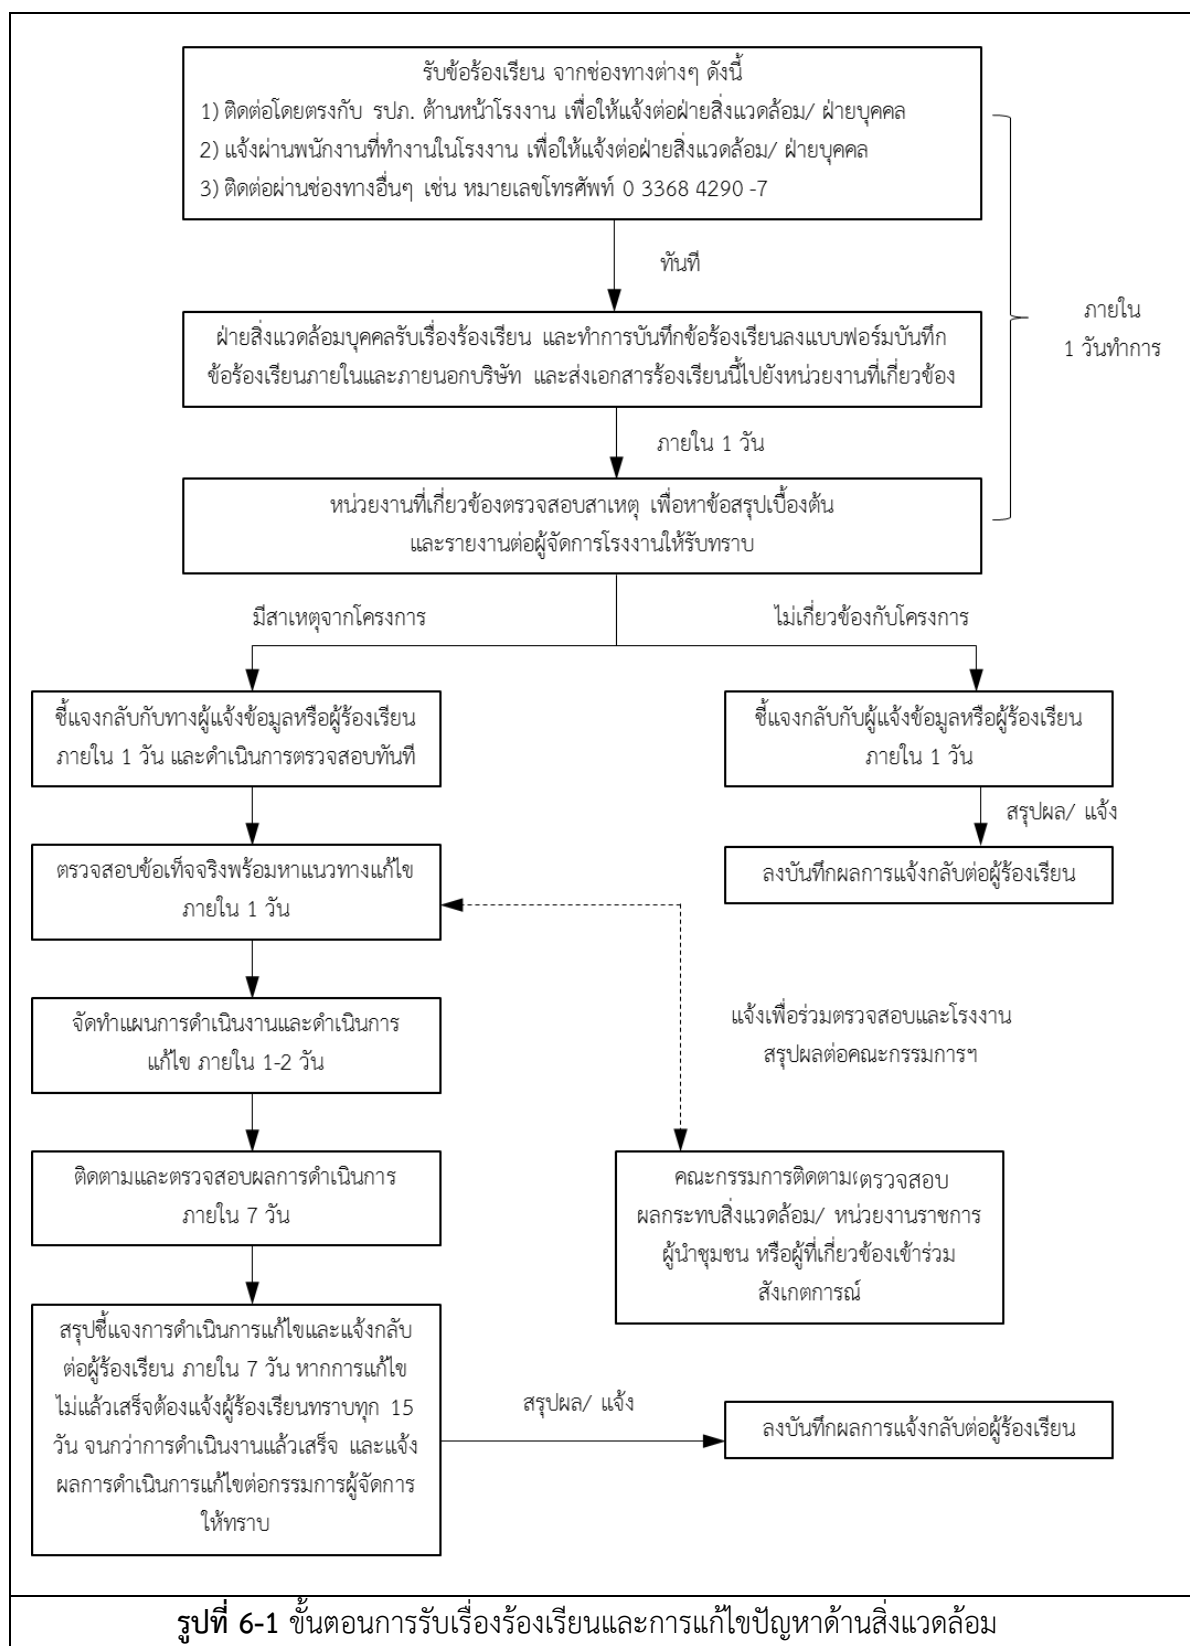 รับข้อร้องเรียน จากช่องทางต่างๆ ดังนี้
1) ติดต่อโดยตรงกับ รปภ. ด้านหน้าโรงงาน เพื่อให้แจ้งต่อฝ่ายสิ่งแวดล้อม/ ฝ่ายบุคคล
2) แจ้งผ่านพนักงานที่ทำงานในโรงงาน เพื่อให้แจ้งต่อฝ่ายสิ่งแวดล้อม/ ฝ่ายบุคคล
3) ติดต่อผ่านช่องทางอื่นๆ เช่น หมายเลขโทรศัพท์ 0 3368 4290 -7
ทันที
ภายใน
1 วันทำการ
ฝ่ายสิ่งแวดล้อมบุคคลรับเรื่องร้องเรียน และทำการบันทึกข้อร้องเรียนลงแบบฟอร์มบันทึก
ข้อร้องเรียนภายในและภายนอกบริษัท และส่งเอกสารร้องเรียนนี้ไปยังหน่วยงานที่เกี่ยวข้อง
ภายใน 1 วัน
หน่วยงานที่เกี่ยวข้องตรวจสอบสาเหตุ เพื่อหาข้อสรุปเบื้องต้น
และรายงานต่อผู้จัดการโรงงานให้รับทราบ
มีสาเหตุจากโครงการ
ไม่เกี่ยวข้องกับโครงการ
ชี้แจงกลับกับทางผู้แจ้งข้อมูลหรือผู้ร้องเรียน
ภายใน 1 วัน และดำเนินการตรวจสอบทันที
ชี้แจงกลับกับผู้แจ้งข้อมูลหรือผู้ร้องเรียน
ภายใน 1 วัน
สรุปผล/ แจ้ง
ตรวจสอบข้อเท็จจริงพร้อมหาแนวทางแก้ไข
ภายใน 1 วัน
ลงบันทึกผลการแจ้งกลับต่อผู้ร้องเรียน
จัดทำแผนการดำเนินงานและดำเนินการ
แก้ไข ภายใน 1-2 วัน
แจ้งเพื่อร่วมตรวจสอบและโรงงาน
สรุปผลต่อคณะกรรมการฯ
ติดตามและตรวจสอบผลการดำเนินการ
ภายใน 7 วัน
คณะกรรมการติดตามตรวจสอบ
ผลกระทบสิ่งแวดล้อม/ หน่วยงานราชการ
ผู้นำชุมชน หรือผู้ที่เกี่ยวข้องเข้าร่วม
สังเกตการณ์
สรุปชี้แจงการดำเนินการแก้ไขและแจ้งกลับ
ต่อผู้ร้องเรียน ภายใน 7 วัน หากการแก้ไข
ไม่แล้วเสร็จต้องแจ้งผู้ร้องเรียนทราบทุก 15
วัน จนกว่าการดำเนินงานแล้วเสร็จ และแจ้ง
ผลการดำเนินการแก้ไขต่อกรรมการผู้จัดการ
ให้ทราบ
สรุปผล/ แจ้ง
ลงบันทึกผลการแจ้งกลับต่อผู้ร้องเรียน
รูปที่ 6-1 ขั้นตอนการรับเรื่องร้องเรียนและการแก้ไขปัญหาด้านสิ่งแวดล้อม